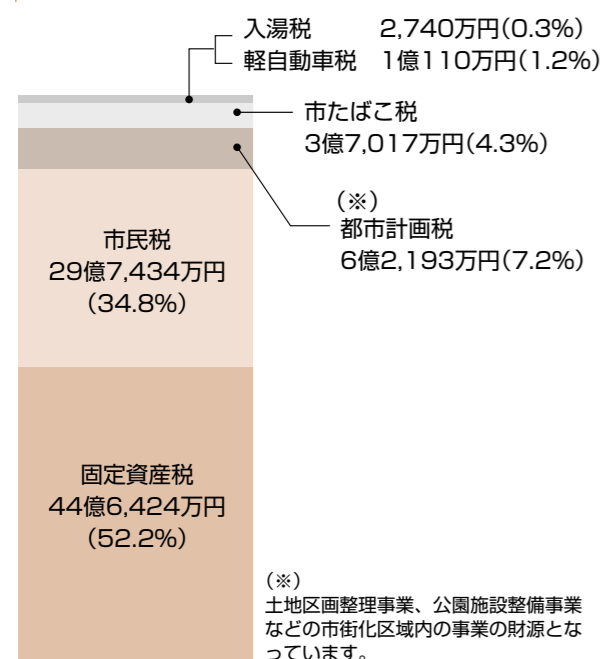 入湯税 2,740万円(0.3%)
軽自動車税 1億110万円(1.2%)
市たばこ税
3億7,017万円(4.3%)
(※)
都市計画税
6億2,193万円(7.2%)
市民税
29億7,434万円
(34.8%)
固定資産税
44億6,424万円
(52.2%)
(※)
土地区画整理事業、公園施設整備事業
などの市街化区域内の事業の財源とな
っています。